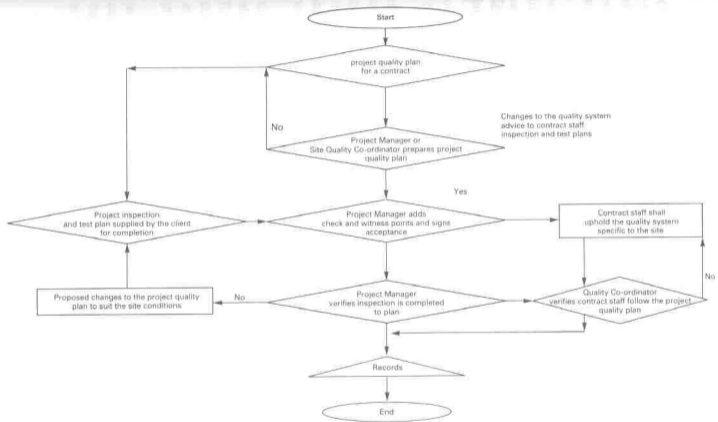 Start
project quality plan
for a contract
No
Changes to the quality system
advice to contract staff
inspection and test plans
Project Manager or
Site Quality Co-ordinator prepares project
quality plan
Yes
Project inspection
and test plan supplied by the client
for completion
Project Manager adds
check and witness points and signs
acceptance
Contract staff shall
uphold the quality system
specific to the site
No
Proposed changes to the project quality
plan to suit the site conditions
No
Project Manager
verifies inspection is completed
to plan
Quality Co-ordinator
verifies contract staff follow the project
quality plan
Records
End